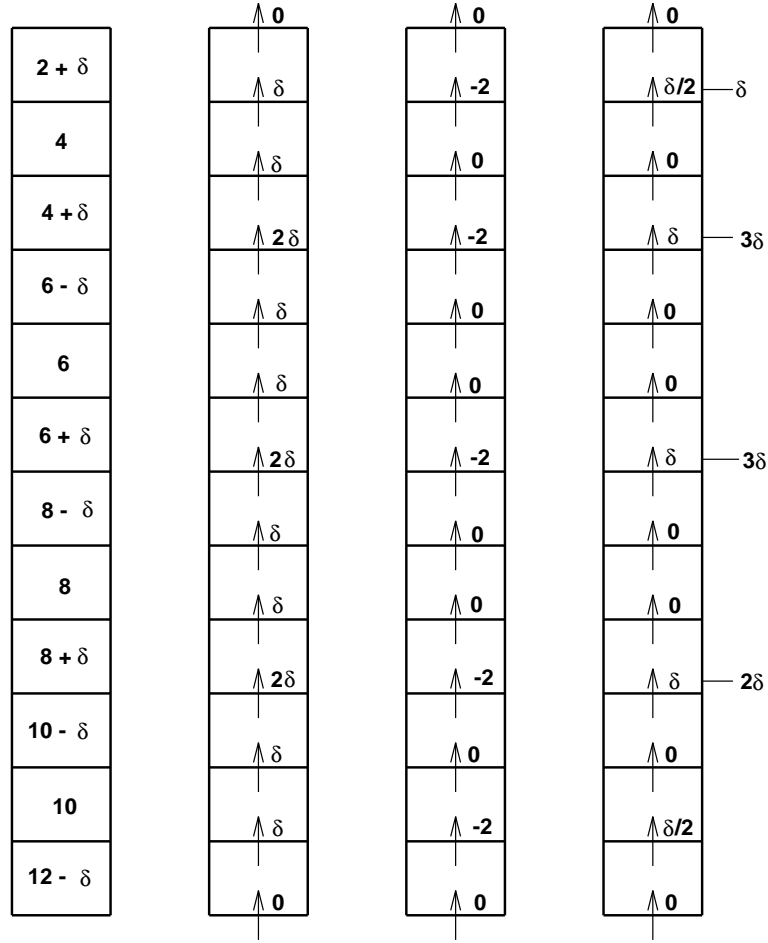 0 0 0
2 + δ
δ -2 δ/2 δ
4
δ 0 0
4 + δ
2δ -2 δ 3δ
6 - δ
δ 0 0
6
δ 0 0
6 + δ
2δ -2 δ 3δ
8 - δ
δ 0 0
8
δ 0 0
8 + δ
2δ -2 δ 2δ
10 - δ
δ 0 0
10
δ -2 δ/2
12 - δ
0 0 0